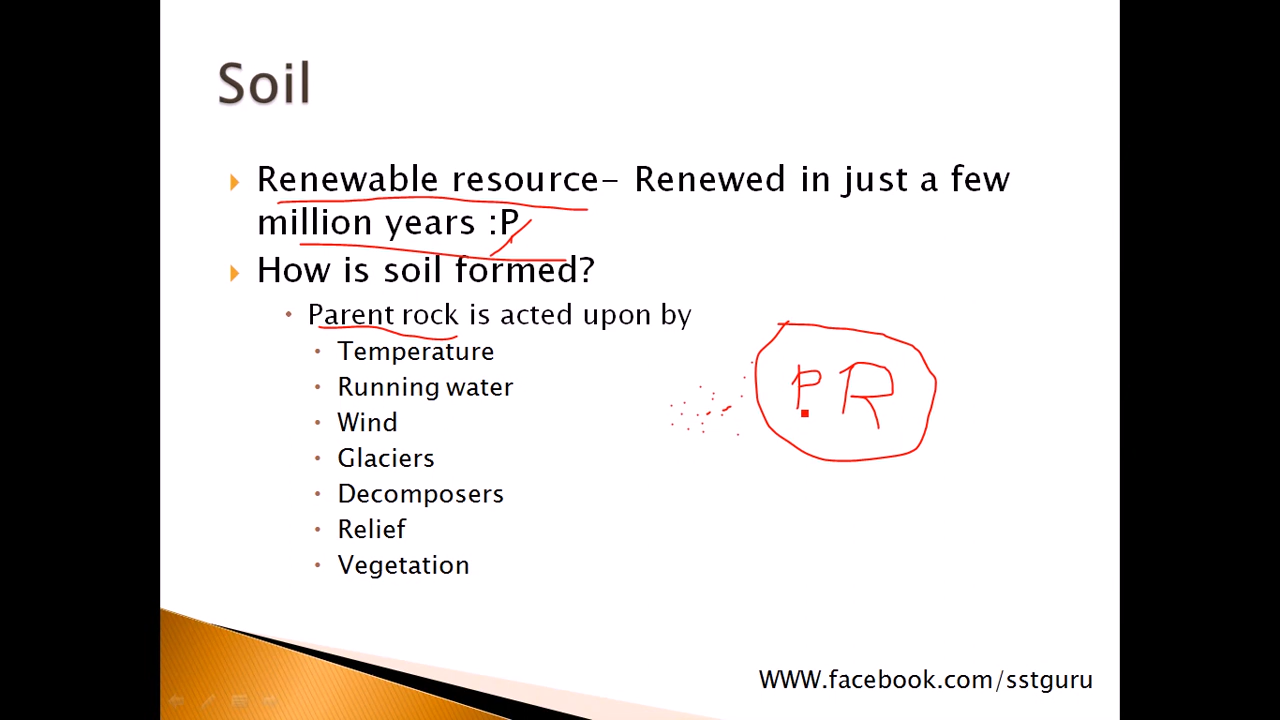 Soil
Renewable resource– Renewed in just a few
million years :P
How is soil formed?
Parent rock is acted upon by
Temperature
Running water
Wind
Glaciers
Decomposers
Relief
Vegetation
PR
WWW.facebook.com/sstguru